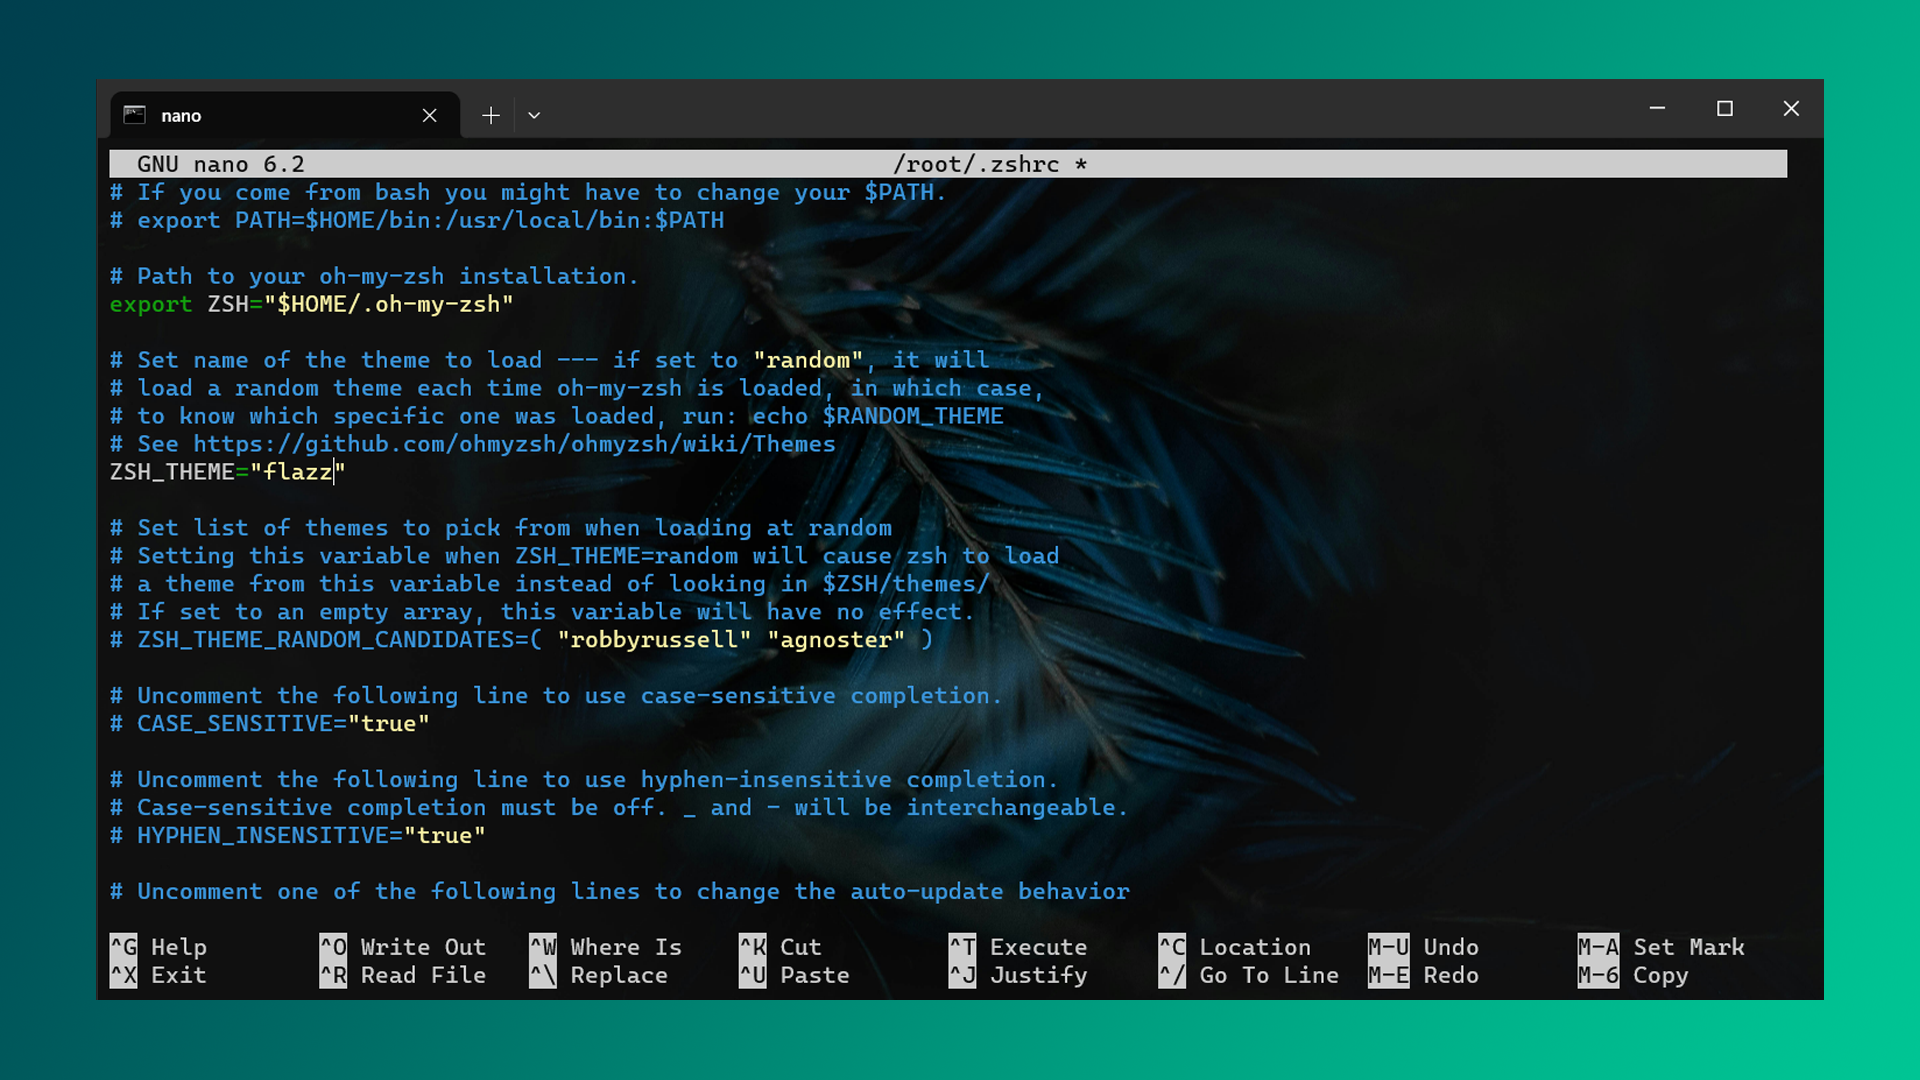 nano
GNU nano 6.2 /root/.zshrc *
# If you come from bash you might have to change your $PATH.
# export PATH=$HOME/bin:/usr/local/bin:$PATH
# Path to your oh-my-zsh installation.
export ZSH="$HOME/.oh-my-zsh"
# Set name of the theme to load --- if set to "random", it will
# load a random theme each time oh-my-zsh is loaded, in which case,
# to know which specific one was loaded, run: echo $RANDOM_THEME
# See https://github.com/ohmyzsh/ohmyzsh/wiki/Themes
ZSH_THEME="flazz"
# Set list of themes to pick from when loading at random
# Setting this variable when ZSH_THEME=random will cause zsh to load
# a theme from this variable instead of looking in $ZSH/themes/
# If set to an empty array, this variable will have no effect.
# ZSH_THEME_RANDOM_CANDIDATES=( "robbyrussell" "agnoster" )
# Uncomment the following line to use case-sensitive completion.
# CASE_SENSITIVE="true"
# Uncomment the following line to use hyphen-insensitive completion.
# Case-sensitive completion must be off. _ and - will be interchangeable.
# HYPHEN_INSENSITIVE="true"
# Uncomment one of the following lines to change the auto-update behavior
^G Help ^O Write Out ^W Where Is ^K Cut ^T Execute ^C Location M-U Undo M-A Set Mark
^X Exit ^R Read File ^\ Replace ^U Paste ^J Justify ^/ Go To Line M-E Redo M-6 Copy